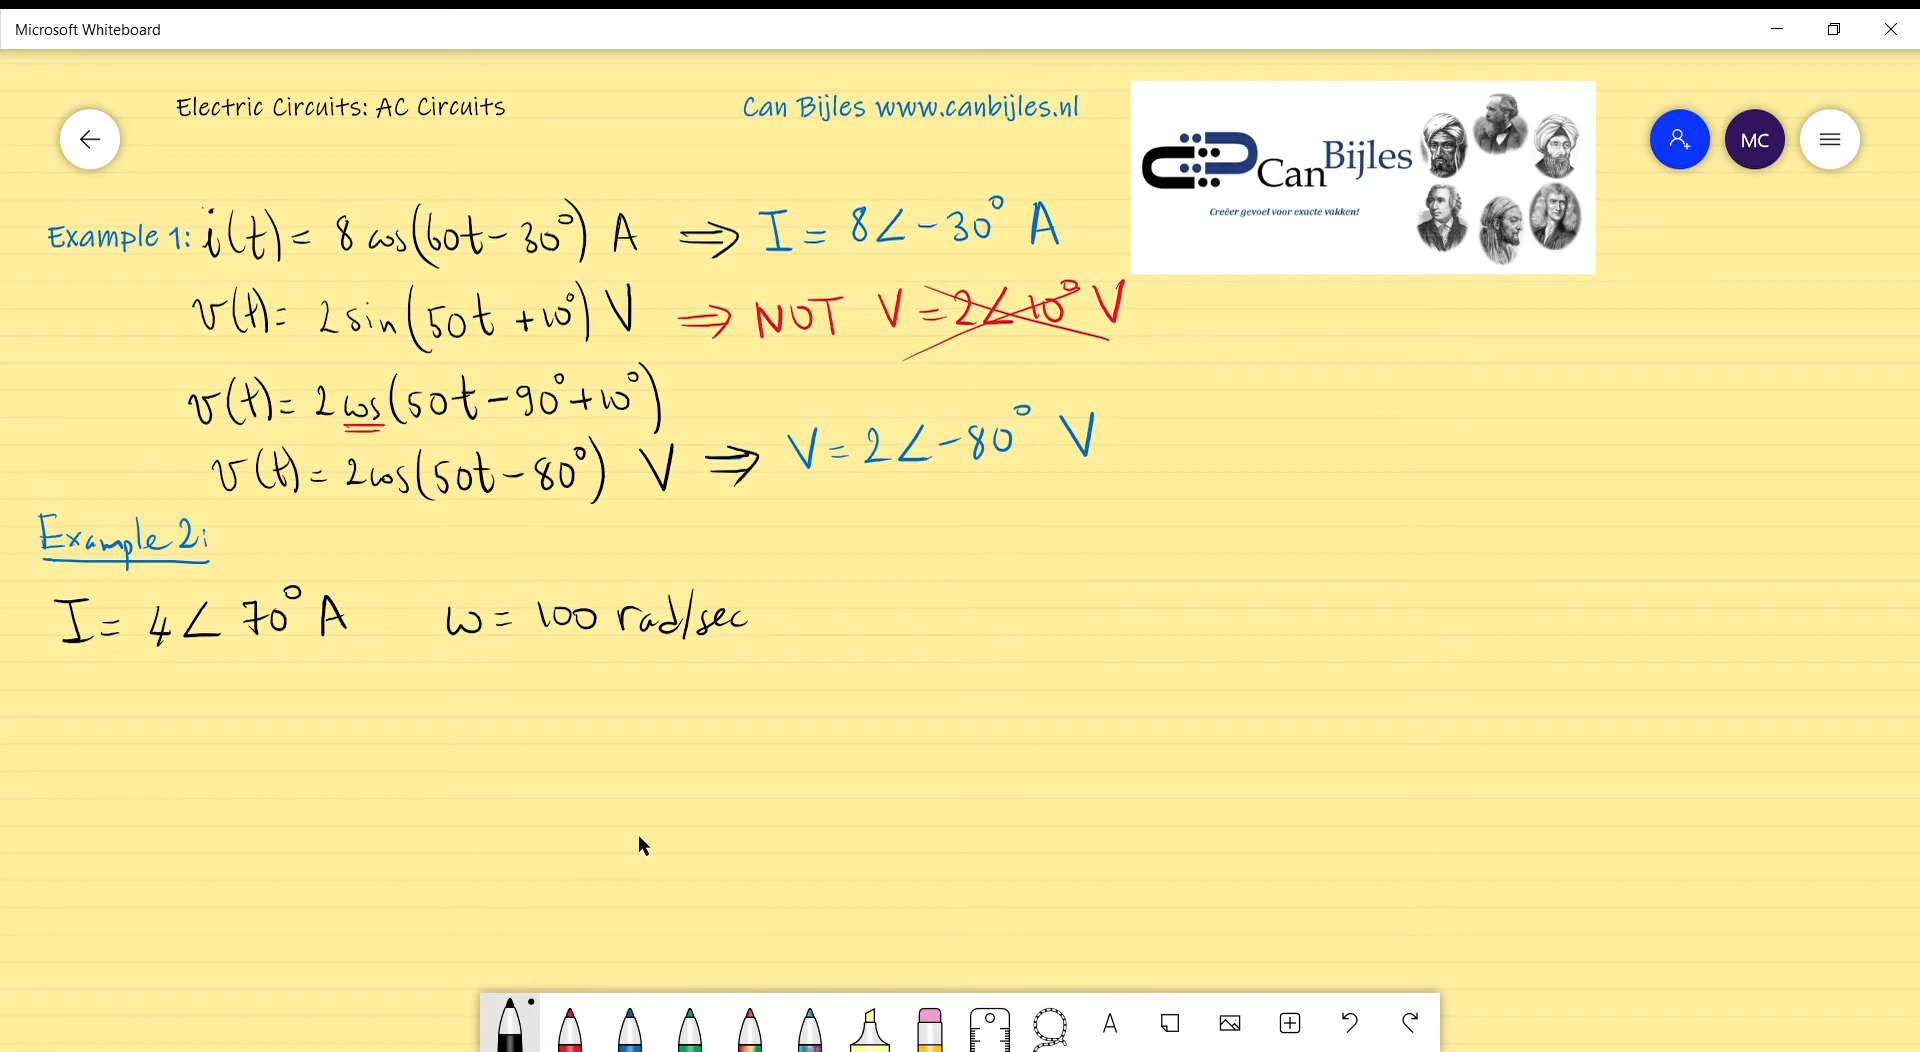 Microsoft Whiteboard
Electric Circuits: AC Circuits
Can Bijles www.canbijles.nl
Can Bijles
Creëer gevoel voor exacte vakken!
MC
Example 1: i(t) = 8 cos(60t - 30°) A ⇒ I = 8∠-30° A
v(t) = 2 sin(50t + 10°) V ⇒ NOT V = 2∠10° V
v(t) = 2 cos(50t - 90° + 10°)
v(t) = 2 cos(50t - 80°) V ⇒ V = 2∠-80° V
Example 2:
I = 4∠70° A ω = 100 rad/sec
A